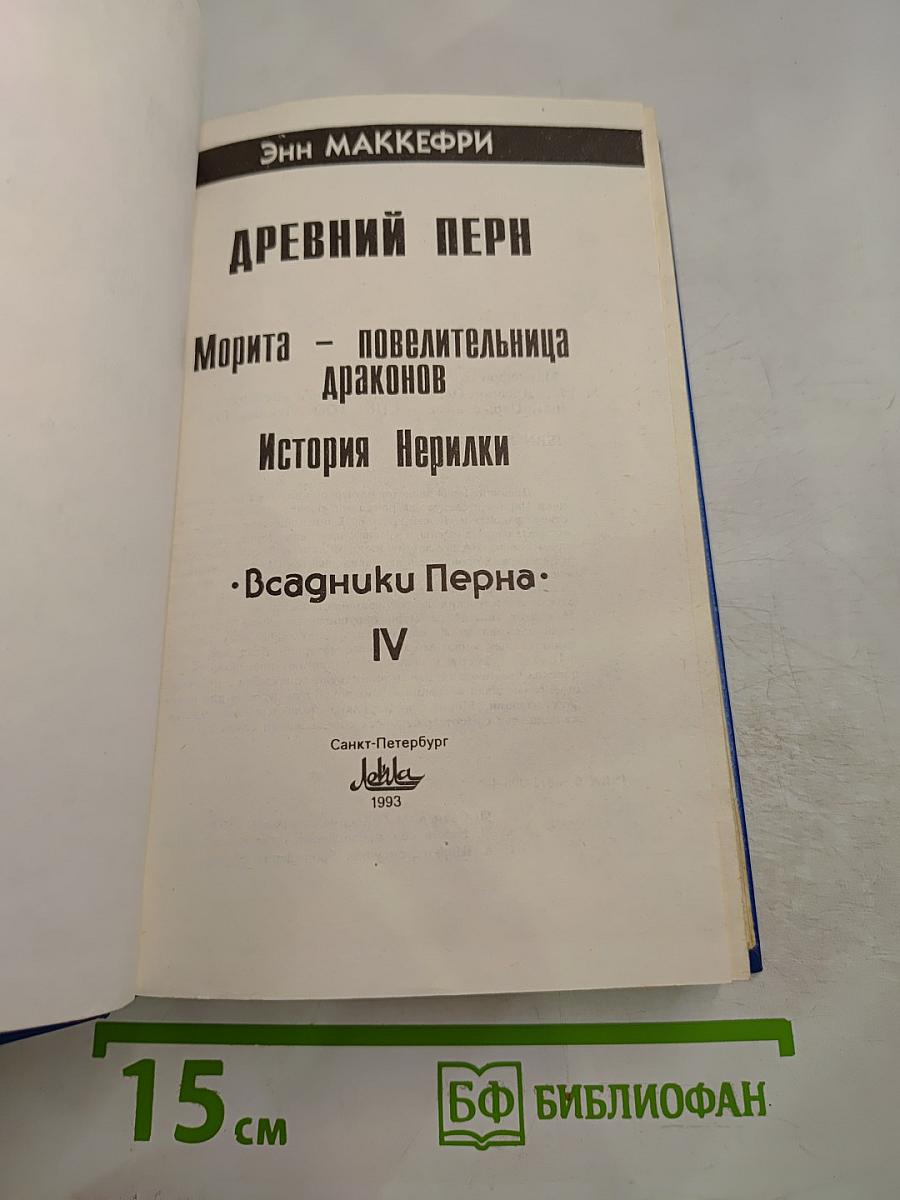 Энн МАККЕФРИ
ДРЕВНИЙ ПЕРН
Морита – повелительница
драконов
История Нерилки
·Всадники Перна·
IV
Санкт-Петербург
1993
15 см
БФ БИБЛИОФАН